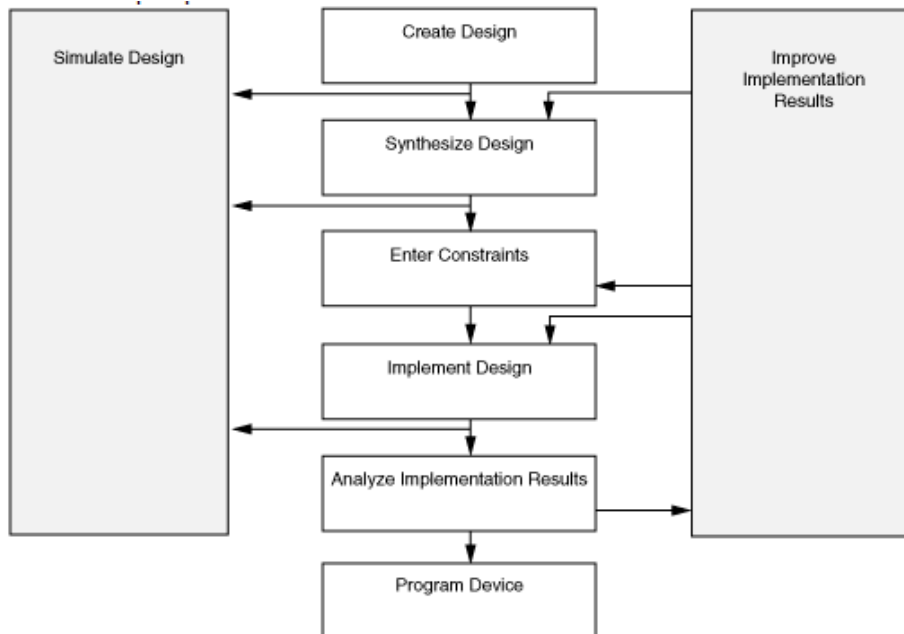 Create Design
Simulate Design
Improve
Implementation
Results
Synthesize Design
Enter Constraints
Implement Design
Analyze Implementation Results
Program Device